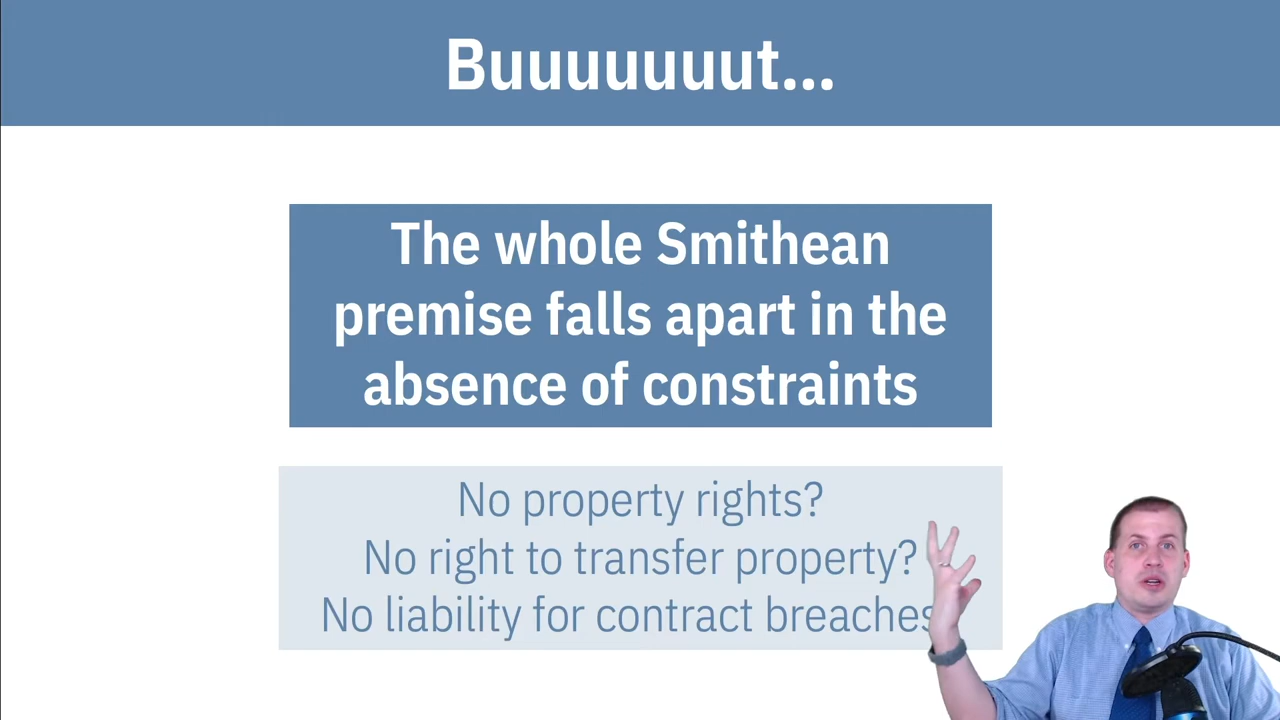 Buuuuuuut...
The whole Smithean
premise falls apart in the
absence of constraints
No property rights?
No right to transfer property?
No liability for contract breaches